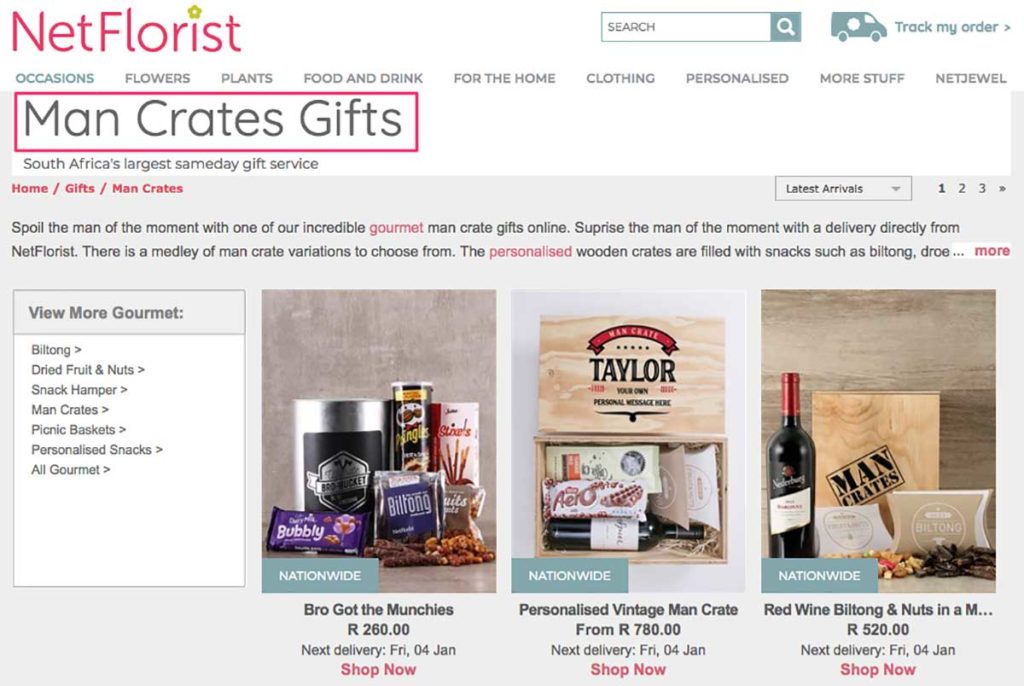 NetFlorist
SEARCH
Track my order >
OCCASIONS FLOWERS PLANTS FOOD AND DRINK FOR THE HOME CLOTHING PERSONALISED MORE STUFF NETJEWEL
Man Crates Gifts
South Africa's largest sameday gift service
Home / Gifts / Man Crates
Latest Arrivals
1 2 3 »
Spoil the man of the moment with one of our incredible gourmet man crate gifts online. Suprise the man of the moment with a delivery directly from
NetFlorist. There is a medley of man crate variations to choose from. The personalised wooden crates are filled with snacks such as biltong, droe ... more
View More Gourmet:
Biltong >
Dried Fruit & Nuts >
Snack Hamper >
Man Crates >
Picnic Baskets >
Personalised Snacks >
All Gourmet >
BRO BUCKET
Pringles
Stixels
Dairy Milk
Bubbly
Biltong
NetFlorist
NATIONWIDE
Bro Got the Munchies
R 260.00
Next delivery: Fri, 04 Jan
Shop Now
MAN CRATE
TAYLOR
YOUR OWN
PERSONAL MESSAGE HERE
Aero
NATIONWIDE
Personalised Vintage Man Crate
From R 780.00
Next delivery: Fri, 04 Jan
Shop Now
Nederburg
MAN
CRATES
BILTONG
NATIONWIDE
Red Wine Biltong & Nuts in a M...
R 520.00
Next delivery: Fri, 04 Jan
Shop Now